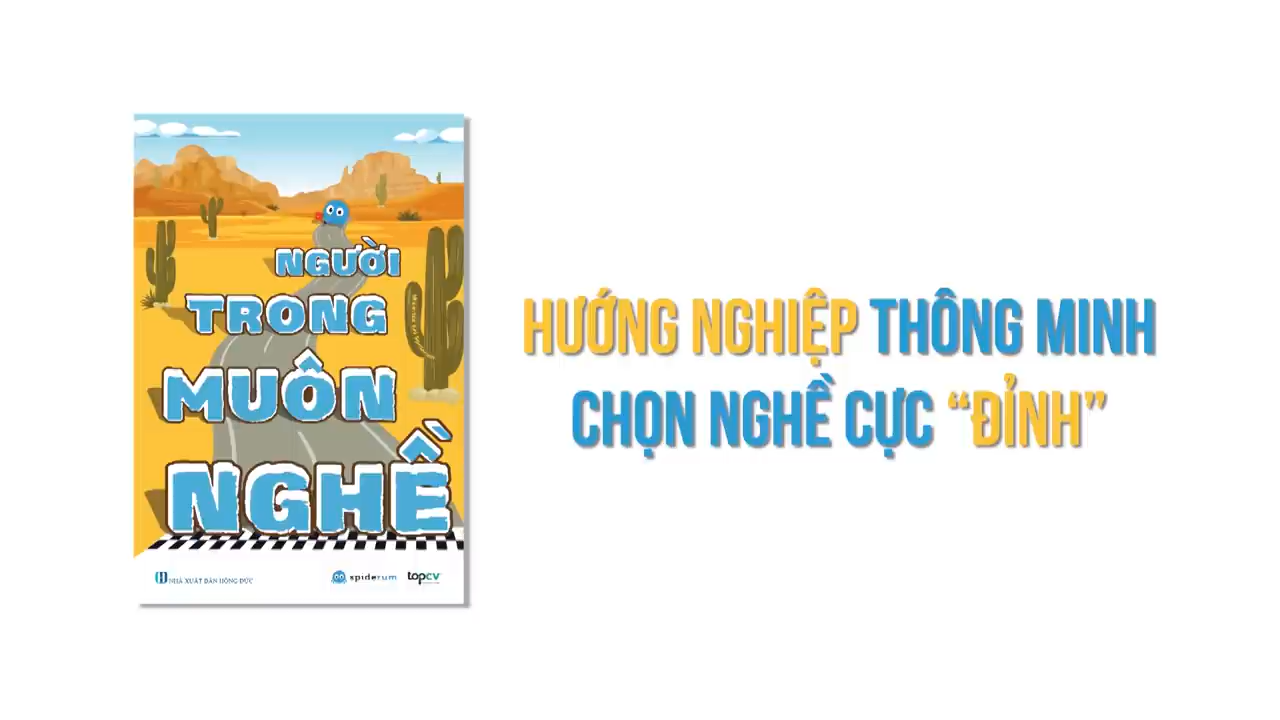 NGƯỜI
TRONG
MUÔN
NGHỀ
NHÀ XUẤT BẢN HỒNG ĐỨC
spiderum
topcv
HƯỚNG NGHIỆP THÔNG MINH
CHỌN NGHỀ CỰC “ĐỈNH”